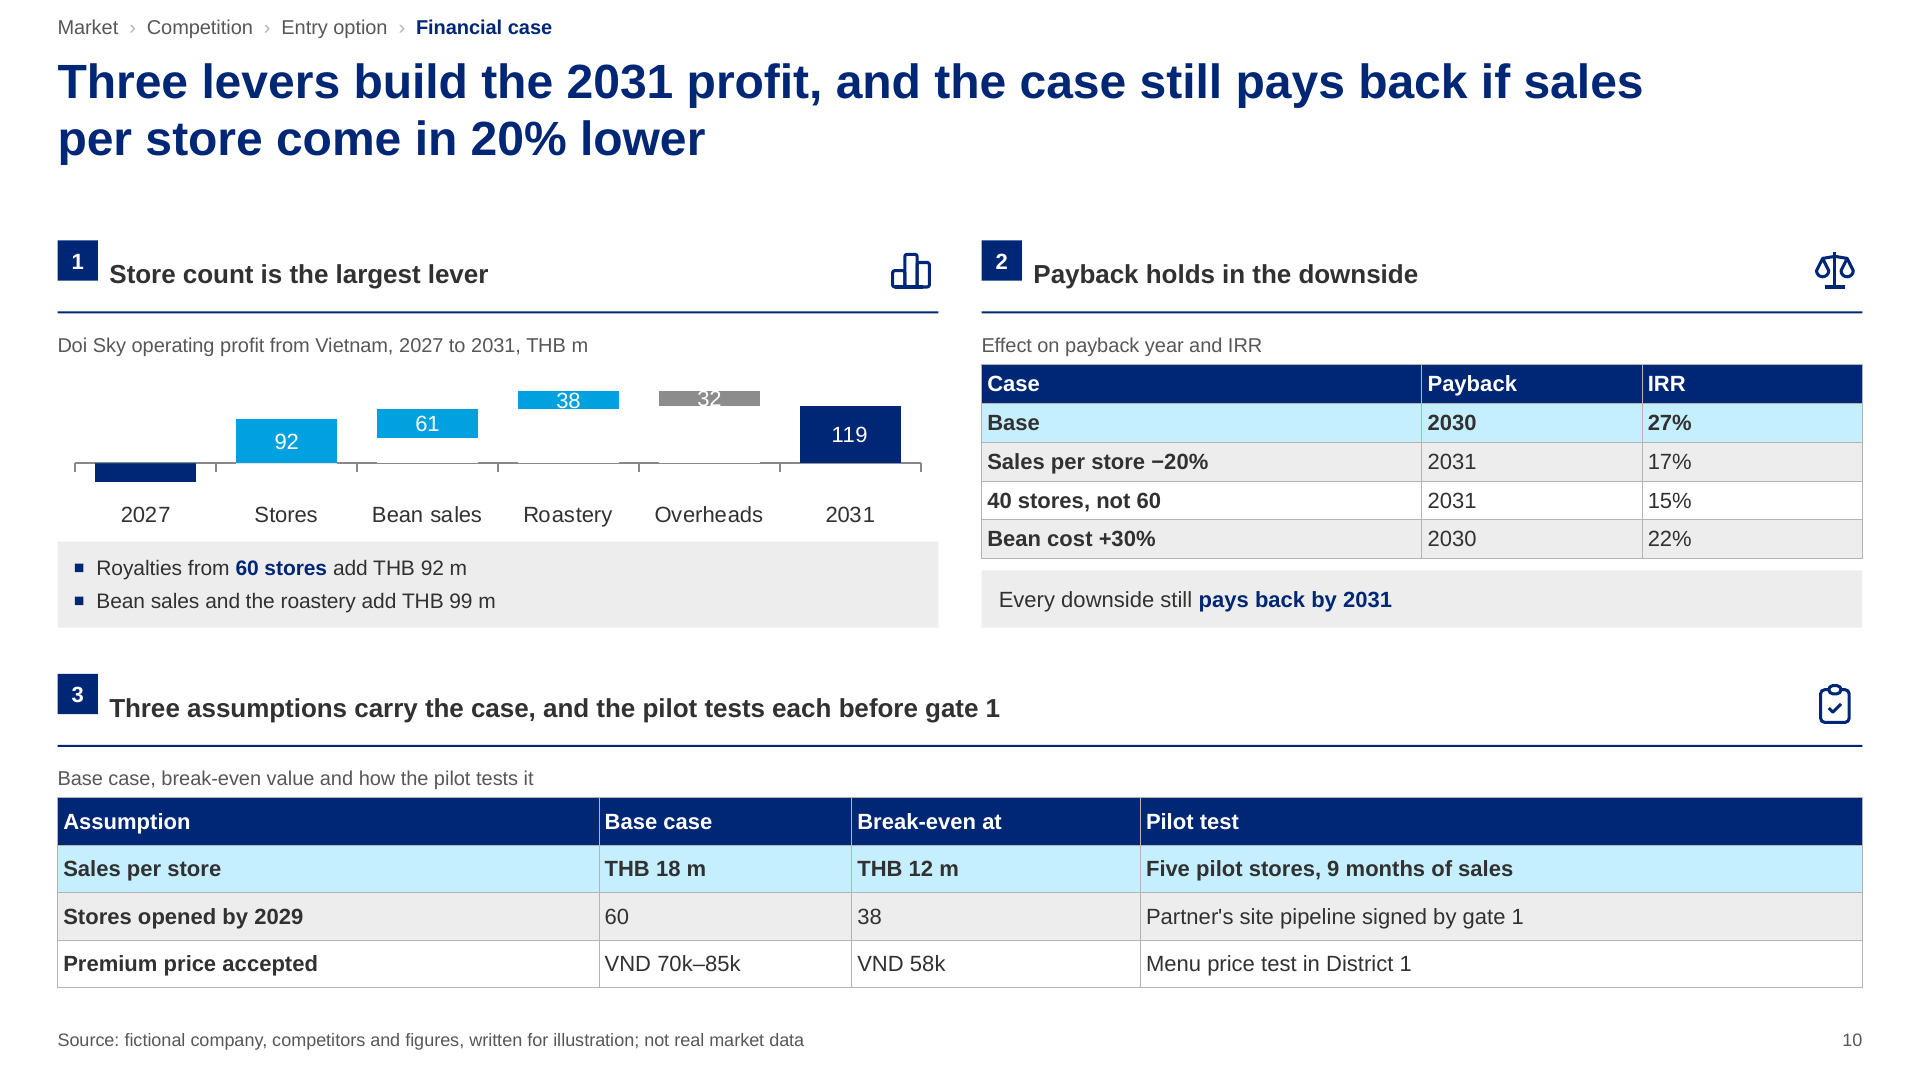 Market › Competition › Entry option › Financial case
Three levers build the 2031 profit, and the case still pays back if sales
per store come in 20% lower
1 Store count is the largest lever
Doi Sky operating profit from Vietnam, 2027 to 2031, THB m
92
61
38
32
119
2027 Stores Bean sales Roastery Overheads 2031
■ Royalties from 60 stores add THB 92 m
■ Bean sales and the roastery add THB 99 m
2 Payback holds in the downside
Effect on payback year and IRR
Case Payback IRR
Base 2030 27%
Sales per store −20% 2031 17%
40 stores, not 60 2031 15%
Bean cost +30% 2030 22%
Every downside still pays back by 2031
3 Three assumptions carry the case, and the pilot tests each before gate 1
Base case, break-even value and how the pilot tests it
Assumption Base case Break-even at Pilot test
Sales per store THB 18 m THB 12 m Five pilot stores, 9 months of sales
Stores opened by 2029 60 38 Partner's site pipeline signed by gate 1
Premium price accepted VND 70k–85k VND 58k Menu price test in District 1
Source: fictional company, competitors and figures, written for illustration; not real market data
10